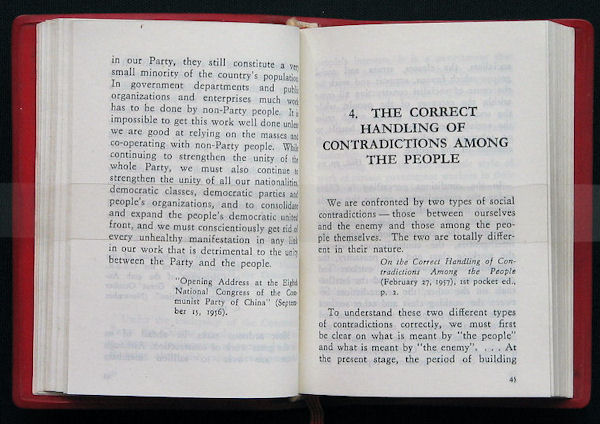 in our Party, they still constitute a very
small minority of the country's population.
In government departments and public
organizations and enterprises much work
has to be done by non-Party people. It is
impossible to get this work well done unless
we are good at relying on the masses and
co-operating with non-Party people. While
continuing to strengthen the unity of the
whole Party, we must also continue to
strengthen the unity of all our nationalities,
democratic classes, democratic parties and
people's organizations, and to consolidate
and expand the people's democratic united
front, and we must conscientiously get rid of
every unhealthy manifestation in any link
in our work that is detrimental to the unity
between the Party and the people.
"Opening Address at the Eighth
National Congress of the Com-
munist Party of China" (Septem-
ber 15, 1956).
4. THE CORRECT
HANDLING OF
CONTRADICTIONS AMONG
THE PEOPLE
We are confronted by two types of social
contradictions — those between ourselves
and the enemy and those among the peo-
ple themselves. The two are totally differ-
ent in their nature.
On the Correct Handling of Con-
tradictions Among the People
(February 27, 1957), 1st pocket ed.,
p. 2.
To understand these two different types
of contradictions correctly, we must first
be clear on what is meant by "the people"
and what is meant by "the enemy". . . . At
the present stage, the period of building
45